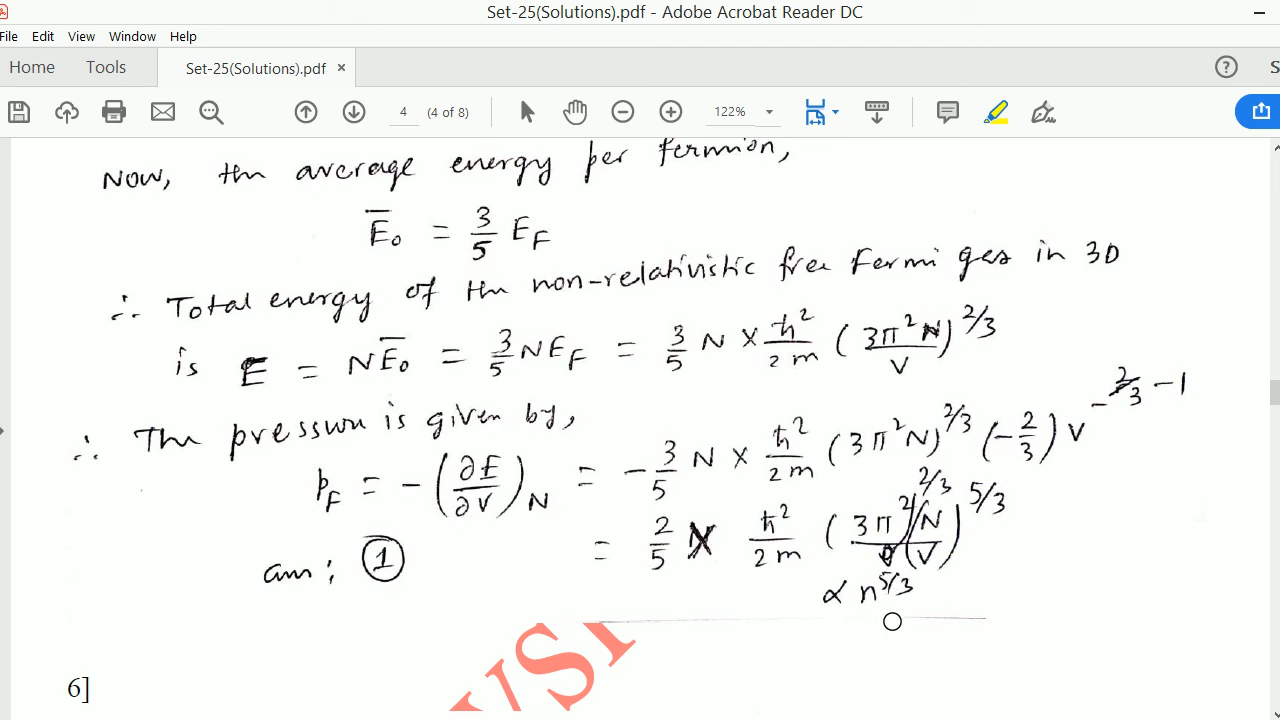 Set-25(Solutions).pdf - Adobe Acrobat Reader DC
File Edit View Window Help
Home Tools Set-25(Solutions).pdf ×
4 (4 of 8) 122%
Now, the average energy per fermion,
E̅₀ = 3/5 E_F
∴ Total energy of the non-relativistic free Fermi gas in 3D
is E = NE̅₀ = 3/5 NE_F = 3/5 N × ħ²/2m (3π²N/V)^2/3
∴ The pressure is given by,
p_F = -(∂E/∂V)_N = -3/5 N × ħ²/2m (3π²N)^2/3 (-2/3) V^-2/3-1
= 2/5 ħ²/2m (3π²)^2/3 (N/V)^5/3
ans: ①
∝ n^5/3
6]